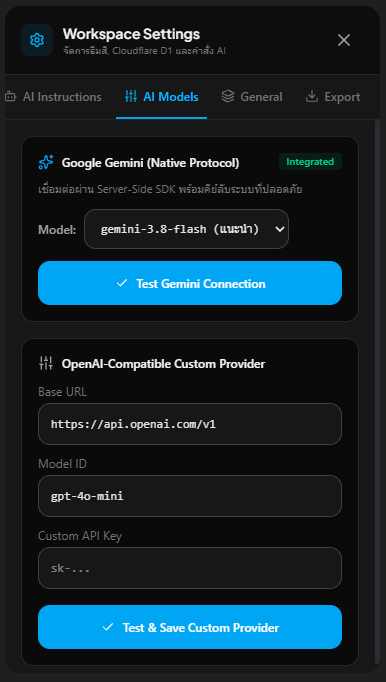 Workspace Settings
จัดการธีมสี, Cloudflare D1 และคำสั่ง AI
AI Instructions
AI Models
General
Export
Google Gemini (Native Protocol)
Integrated
เชื่อมต่อผ่าน Server-Side SDK พร้อมคีย์ลับระบบที่ปลอดภัย
Model:
gemini-3.8-flash (แนะนำ)
Test Gemini Connection
OpenAI-Compatible Custom Provider
Base URL
https://api.openai.com/v1
Model ID
gpt-4o-mini
Custom API Key
sk-...
Test & Save Custom Provider